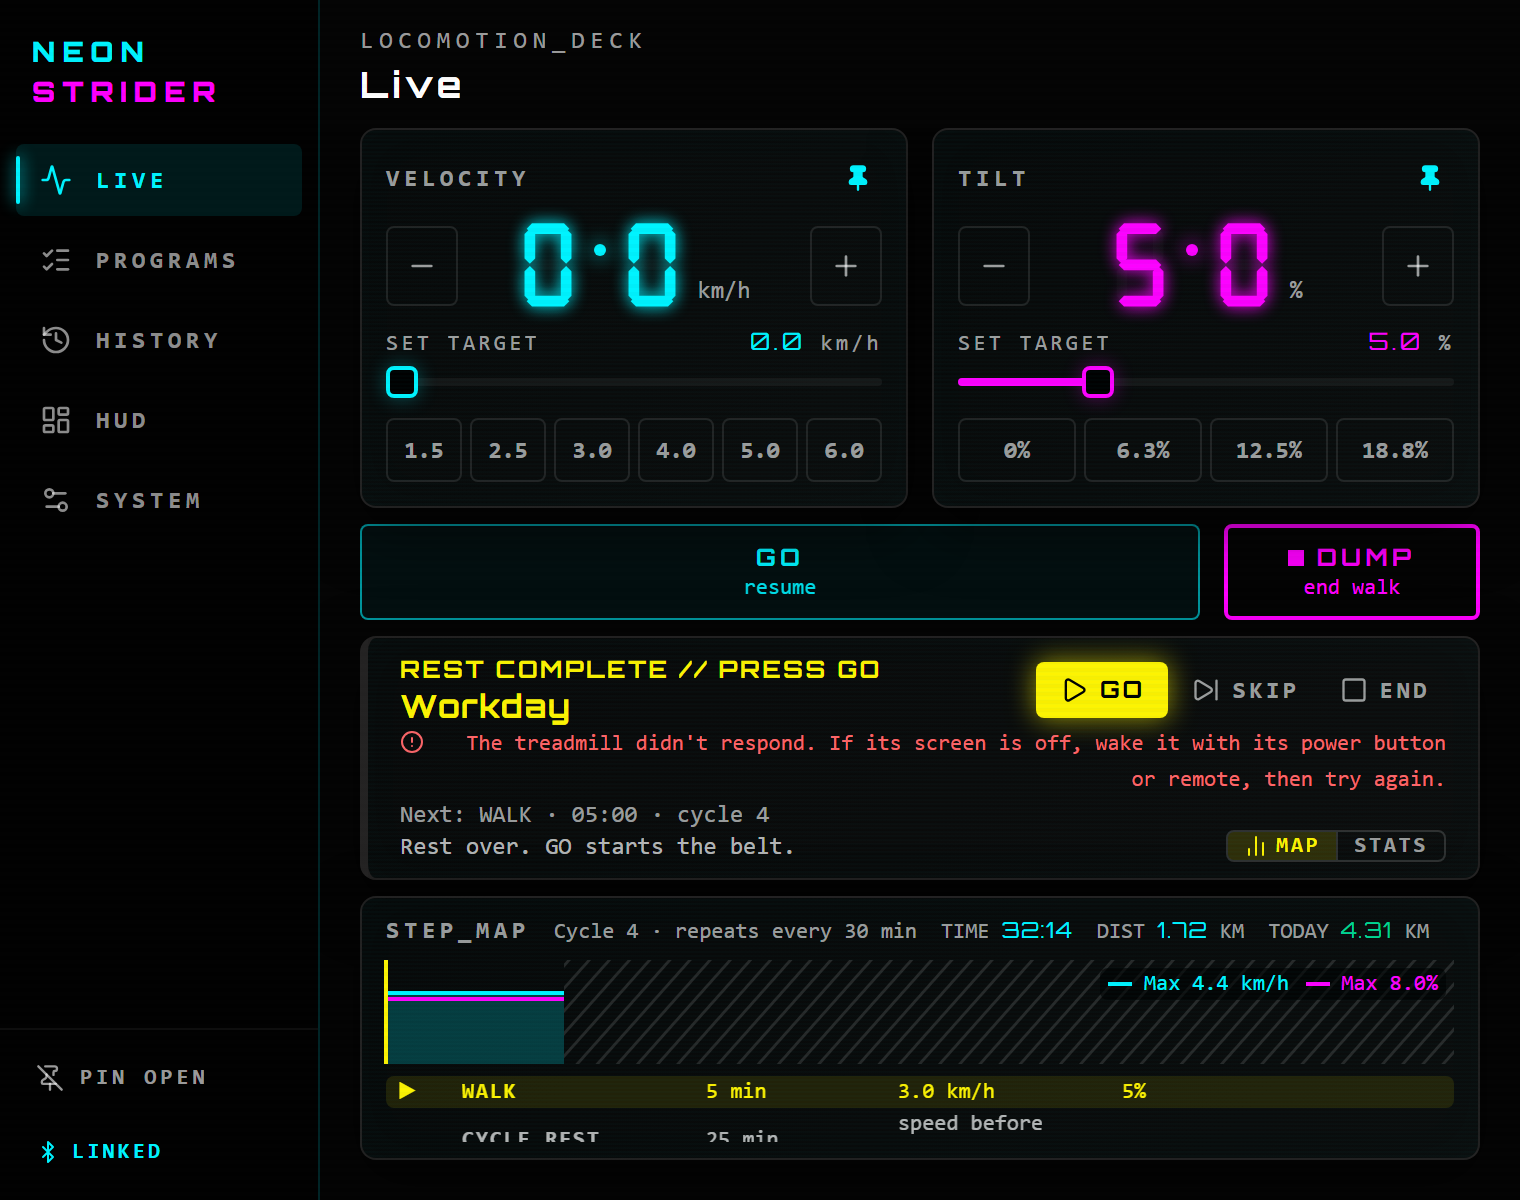 NEON
STRIDER
LIVE
PROGRAMS
HISTORY
HUD
SYSTEM
PIN OPEN
LINKED
LOCOMOTION_DECK
Live
VELOCITY
0.0 km/h
SET TARGET 0.0 km/h
1.5 2.5 3.0 4.0 5.0 6.0
TILT
5.0 %
SET TARGET 5.0 %
0% 6.3% 12.5% 18.8%
GO
resume
DUMP
end walk
REST COMPLETE // PRESS GO
Workday
GO SKIP END
The treadmill didn't respond. If its screen is off, wake it with its power button
or remote, then try again.
Next: WALK · 05:00 · cycle 4
Rest over. GO starts the belt.
MAP STATS
STEP_MAP Cycle 4 · repeats every 30 min TIME 32:14 DIST 1.72 KM TODAY 4.31 KM
Max 4.4 km/h Max 8.0%
WALK 5 min 3.0 km/h 5%
speed before
CYCLE REST 25 min